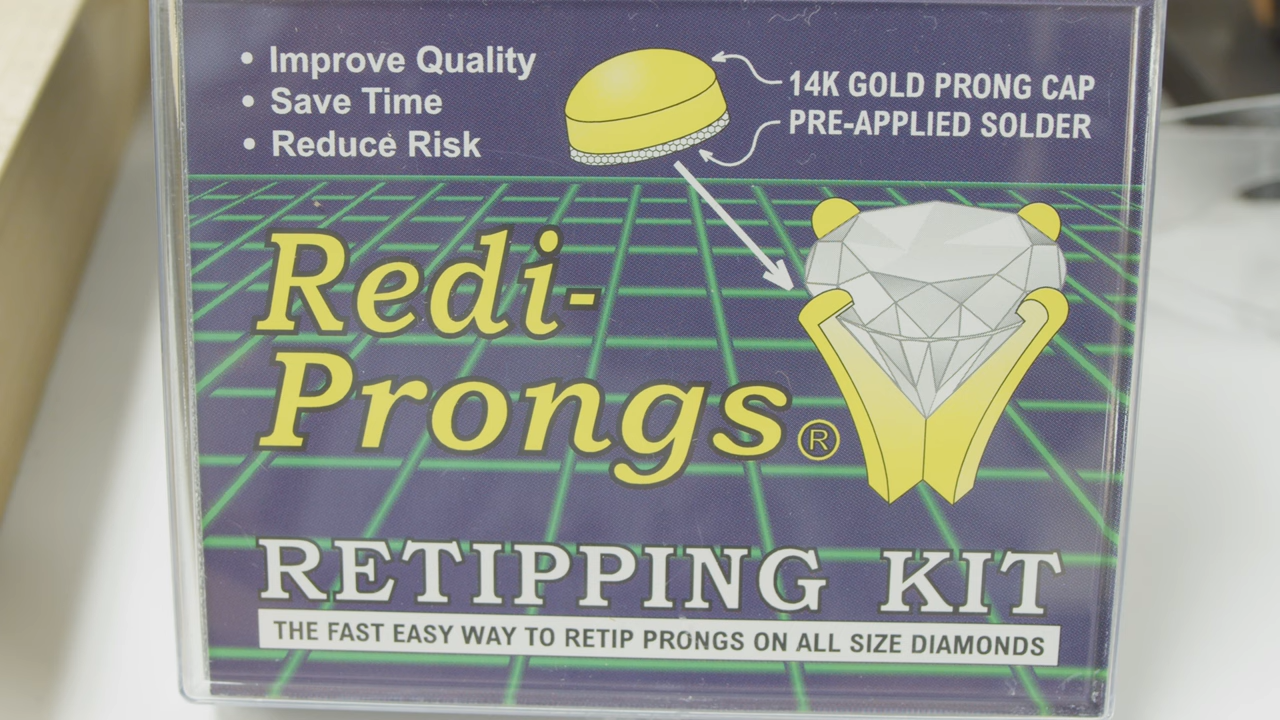 • Improve Quality
• Save Time
• Reduce Risk
14K GOLD PRONG CAP
PRE-APPLIED SOLDER
Redi-
Prongs®
RETIPPING KIT
THE FAST EASY WAY TO RETIP PRONGS ON ALL SIZE DIAMONDS